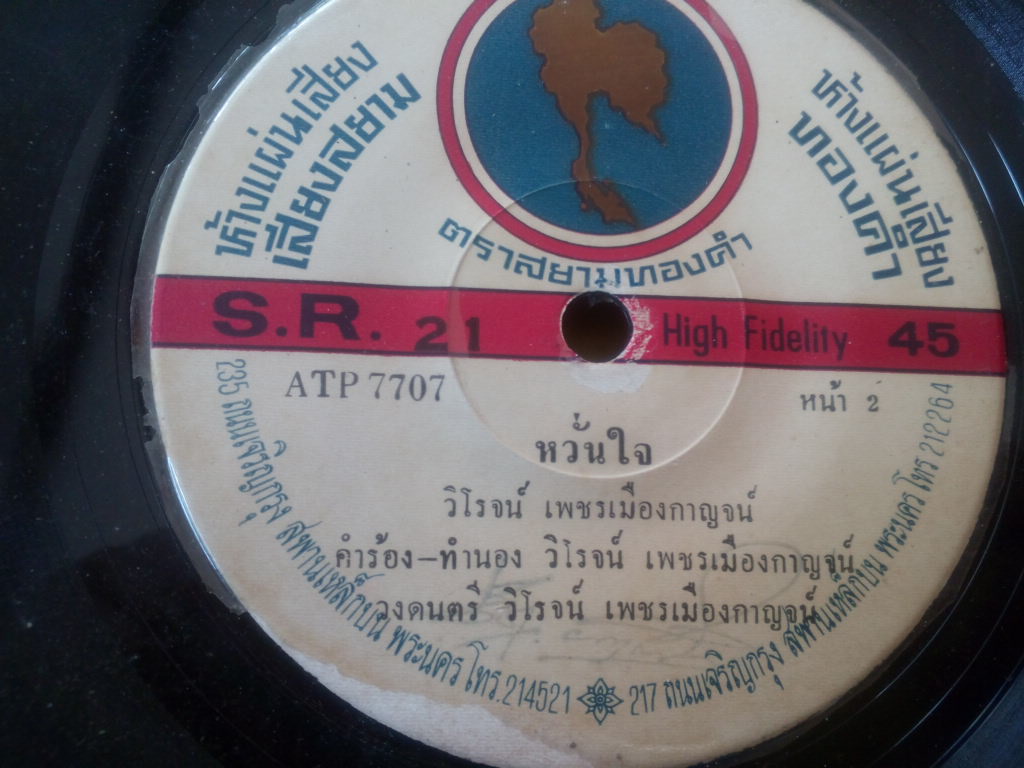 ห้างแผ่นเสียง
เสียงสยาม
ห้างแผ่นเสียง
ทองคำ
ตราสยามทองคำ
S.R. 21 High Fidelity 45
ATP 7707
หน้า 2
หวั่นใจ
วิโรจน์ เพชรเมืองกาญจน์
คำร้อง-ทำนอง วิโรจน์ เพชรเมืองกาญจน์
วงดนตรี วิโรจน์ เพชรเมืองกาญจน์
235 ถนนเจริญกรุง สพานเหล็กบน พระนคร โทร. 214521
217 ถนนเจริญกรุง สพานเหล็กบน พระนคร โทร 212264